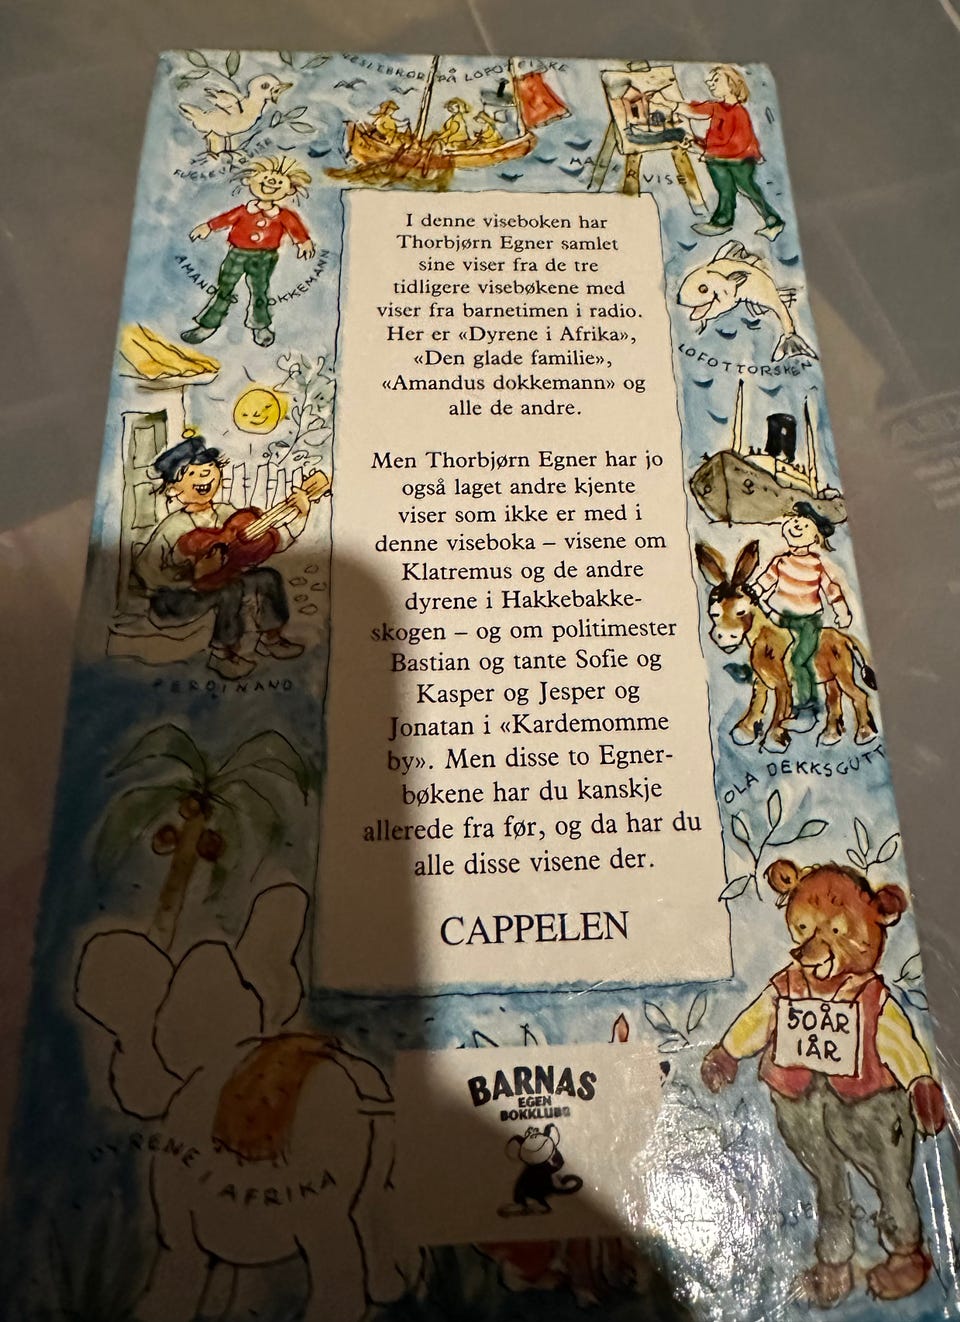 VESLEBROR PÅ LOFOTFISKE
FUGLEVISE
MALERVISE
AMANDUS DOKKEMANN
LOFOTTORSKEN
I denne viseboken har
Thorbjørn Egner samlet
sine viser fra de tre
tidligere visebøkene med
viser fra barnetimen i radio.
Her er «Dyrene i Afrika»,
«Den glade familie»,
«Amandus dokkemann» og
alle de andre.
Men Thorbjørn Egner har jo
også laget andre kjente
viser som ikke er med i
denne viseboka – visene om
Klatremus og de andre
dyrene i Hakkebakke-
skogen – og om politimester
Bastian og tante Sofie og
Kasper og Jesper og
Jonatan i «Kardemomme
by». Men disse to Egner-
bøkene har du kanskje
allerede fra før, og da har du
alle disse visene der.
CAPPELEN
FERDINAND
OLA DEKKSGUTT
50 ÅR
I ÅR
BARNAS
EGEN
BOKKLUBB
DYRENE I AFRIKA